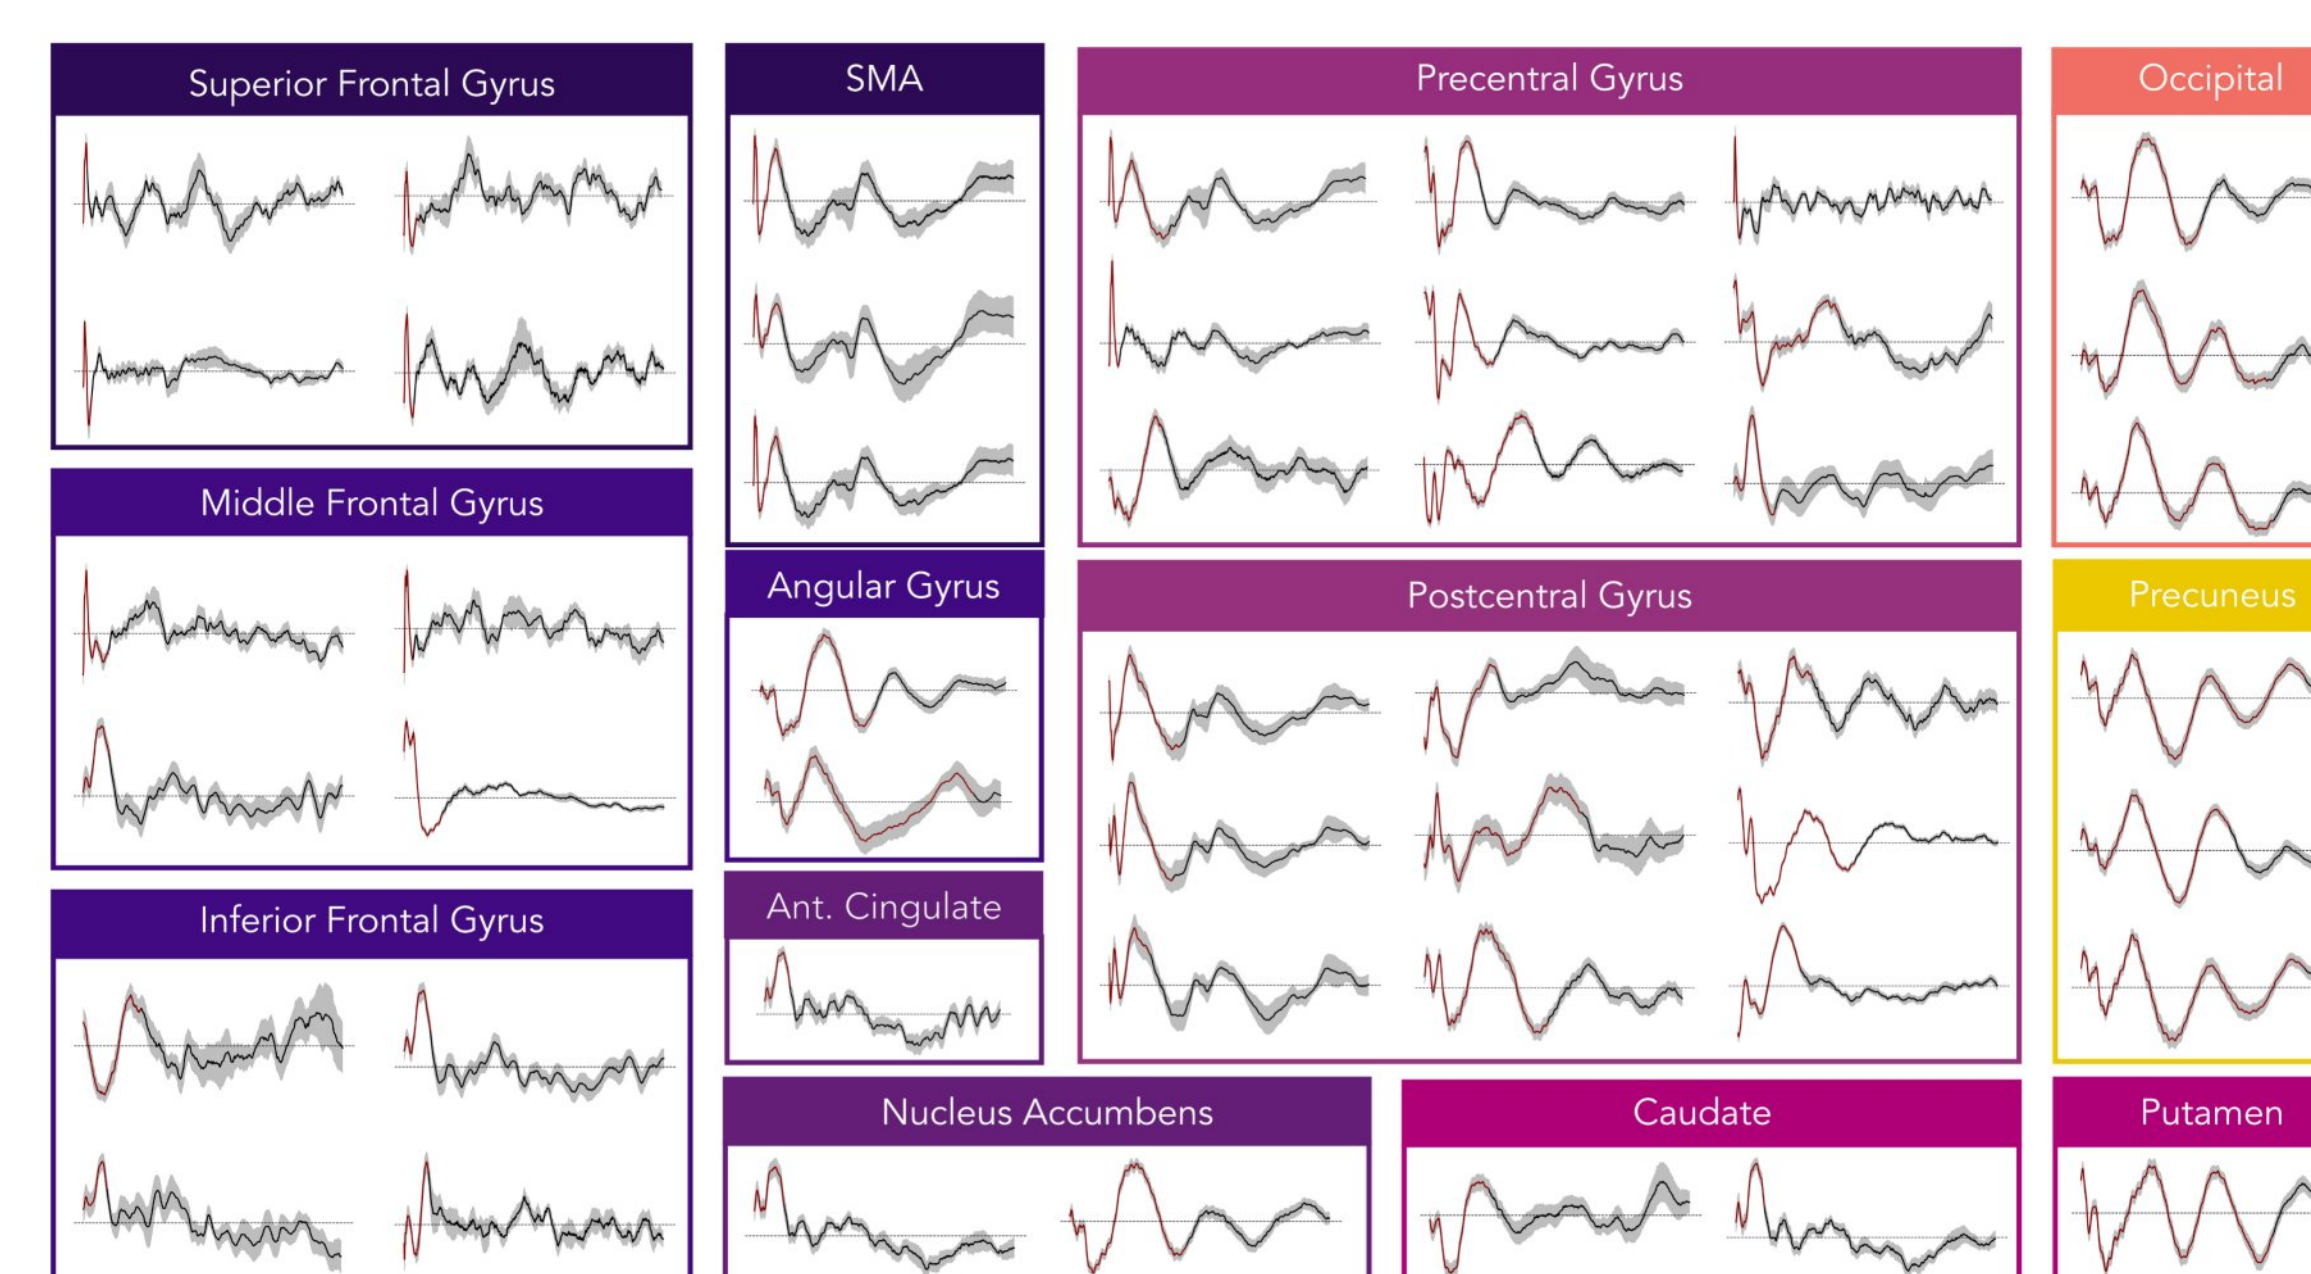 Superior Frontal Gyrus
SMA
Precentral Gyrus
Occipital
Middle Frontal Gyrus
Angular Gyrus
Postcentral Gyrus
Precuneus
Inferior Frontal Gyrus
Ant. Cingulate
Nucleus Accumbens
Caudate
Putamen